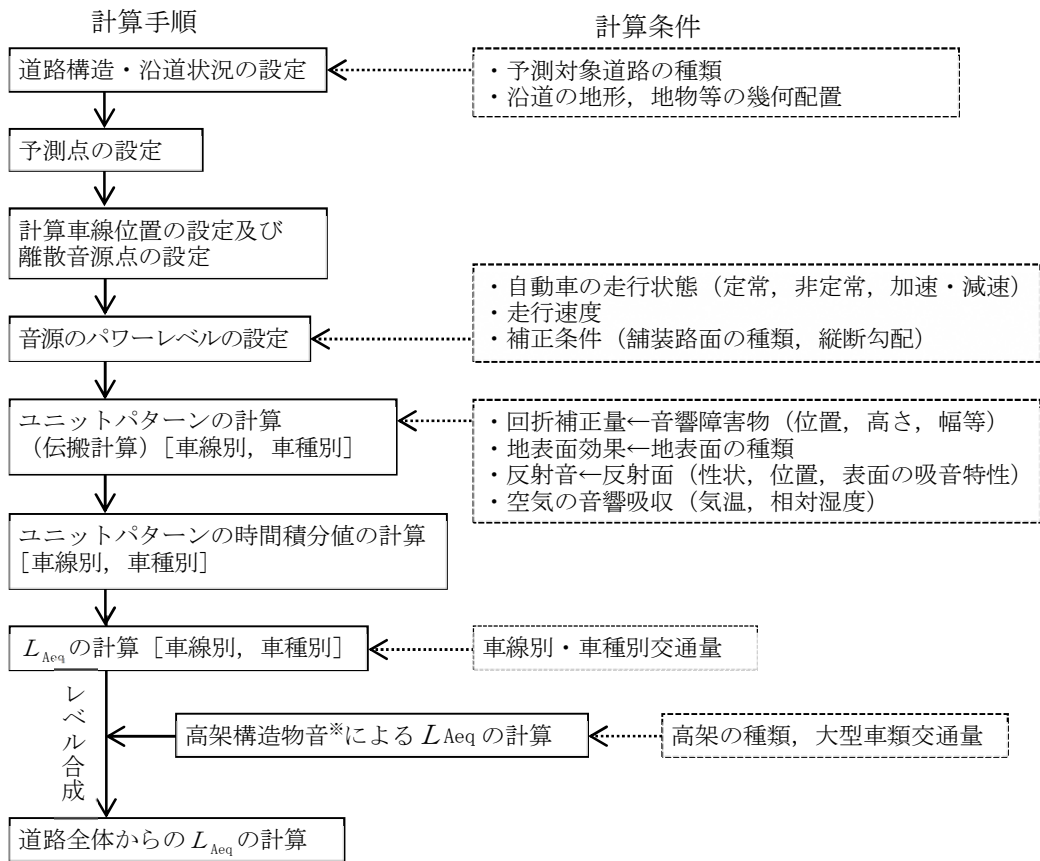 計算手順
計算条件
道路構造・沿道状況の設定
・予測対象道路の種類
・沿道の地形，地物等の幾何配置
予測点の設定
計算車線位置の設定及び
離散音源点の設定
音源のパワーレベルの設定
・自動車の走行状態（定常，非定常，加速・減速）
・走行速度
・補正条件（舗装路面の種類，縦断勾配）
ユニットパターンの計算
（伝搬計算）［車線別，車種別］
・回折補正量←音響障害物（位置，高さ，幅等）
・地表面効果←地表面の種類
・反射音←反射面（性状，位置，表面の吸音特性）
・空気の音響吸収（気温，相対湿度）
ユニットパターンの時間積分値の計算
［車線別，車種別］
LAeqの計算［車線別，車種別］
車線別・車種別交通量
レベル合成
高架構造物音※による LAeq の計算
高架の種類，大型車類交通量
道路全体からの LAeq の計算